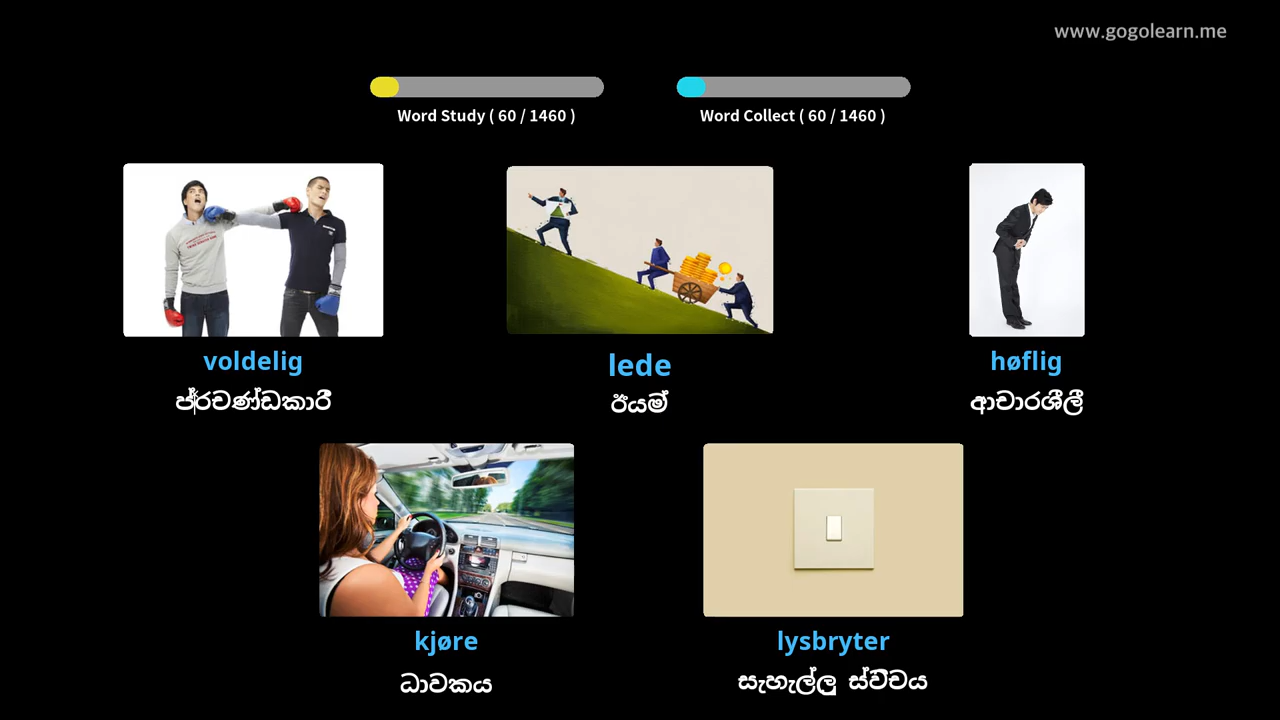 www.gogolearn.me
Word Study ( 60 / 1460 )
Word Collect ( 60 / 1460 )
voldelig
ප්රචණ්ඩකාරී
lede
ඊයම්
høflig
ආචාරශීලී
kjøre
ධාවකය
lysbryter
සැහැල්ලු ස්විචය